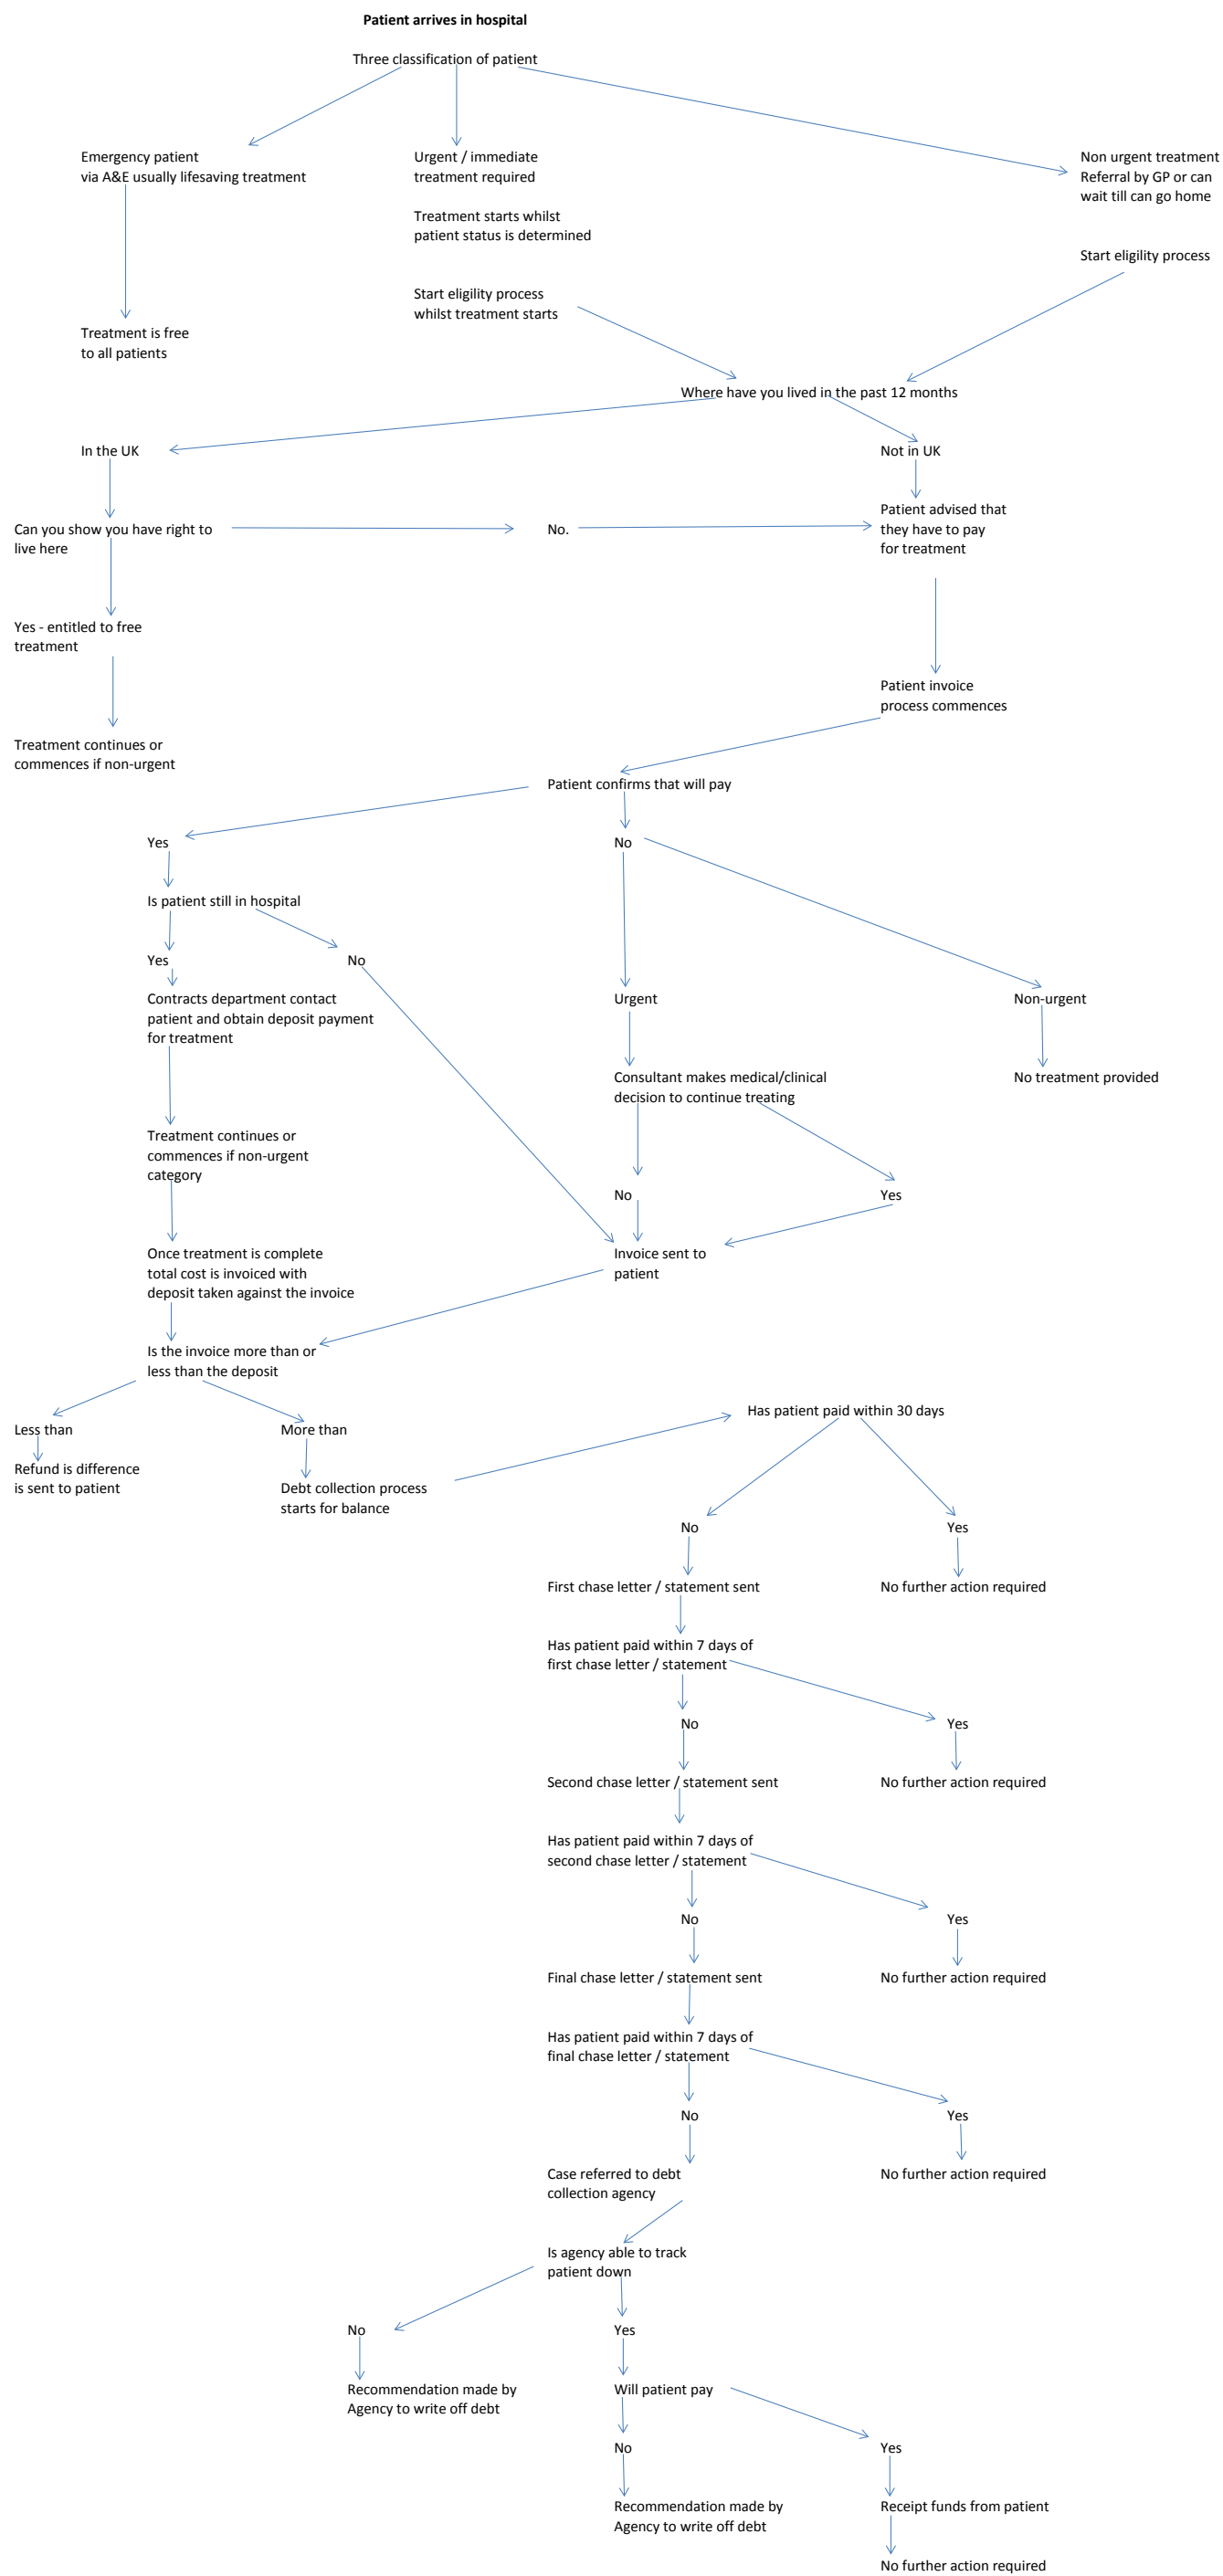 Patient arrives in hospital
Three classification of patient
Emergency patient
via A&E usually lifesaving treatment
Urgent / immediate
treatment required
Non urgent treatment
Referral by GP or can
wait till can go home
Treatment starts whilst
patient status is determined
Start eligility process
Start eligility process
whilst treatment starts
Treatment is free
to all patients
Where have you lived in the past 12 months
In the UK
Not in UK
Can you show you have right to
live here
No.
Patient advised that
they have to pay
for treatment
Yes - entitled to free
treatment
Patient invoice
process commences
Treatment continues or
commences if non-urgent
Patient confirms that will pay
Yes
No
Is patient still in hospital
Yes
No
Contracts department contact
patient and obtain deposit payment
for treatment
Urgent
Non-urgent
Consultant makes medical/clinical
decision to continue treating
No treatment provided
Treatment continues or
commences if non-urgent
category
No
Yes
Once treatment is complete
total cost is invoiced with
deposit taken against the invoice
Invoice sent to
patient
Is the invoice more than or
less than the deposit
Less than
More than
Has patient paid within 30 days
Refund is difference
is sent to patient
Debt collection process
starts for balance
No
Yes
First chase letter / statement sent
No further action required
Has patient paid within 7 days of
first chase letter / statement
No
Yes
Second chase letter / statement sent
No further action required
Has patient paid within 7 days of
second chase letter / statement
No
Yes
Final chase letter / statement sent
No further action required
Has patient paid within 7 days of
final chase letter / statement
No
Yes
Case referred to debt
collection agency
No further action required
Is agency able to track
patient down
No
Yes
Recommendation made by
Agency to write off debt
Will patient pay
No
Yes
Recommendation made by
Agency to write off debt
Receipt funds from patient
No further action required